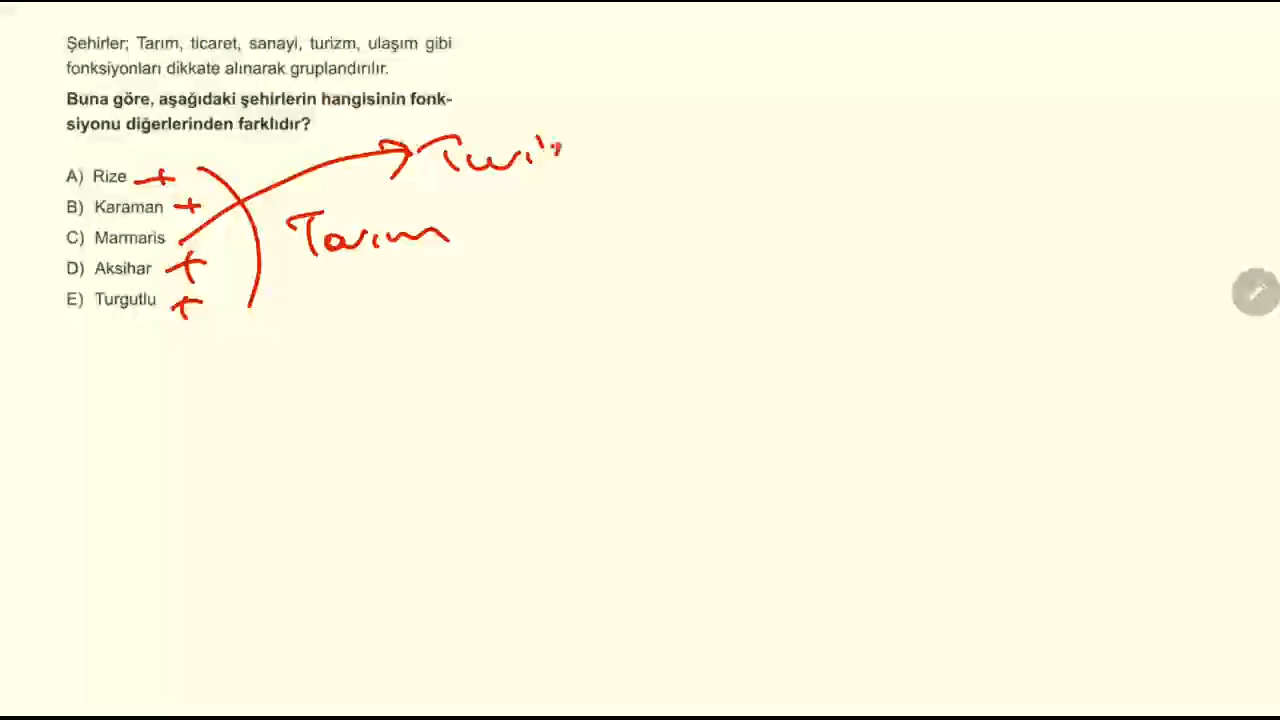 Şehirler; Tarım, ticaret, sanayi, turizm, ulaşım gibi
fonksiyonları dikkate alınarak gruplandırılır.
Buna göre, aşağıdaki şehirlerin hangisinin fonk-
siyonu diğerlerinden farklıdır?
A) Rize
B) Karaman
C) Marmaris
D) Aksihar
E) Turgutlu
Turi
Tarım